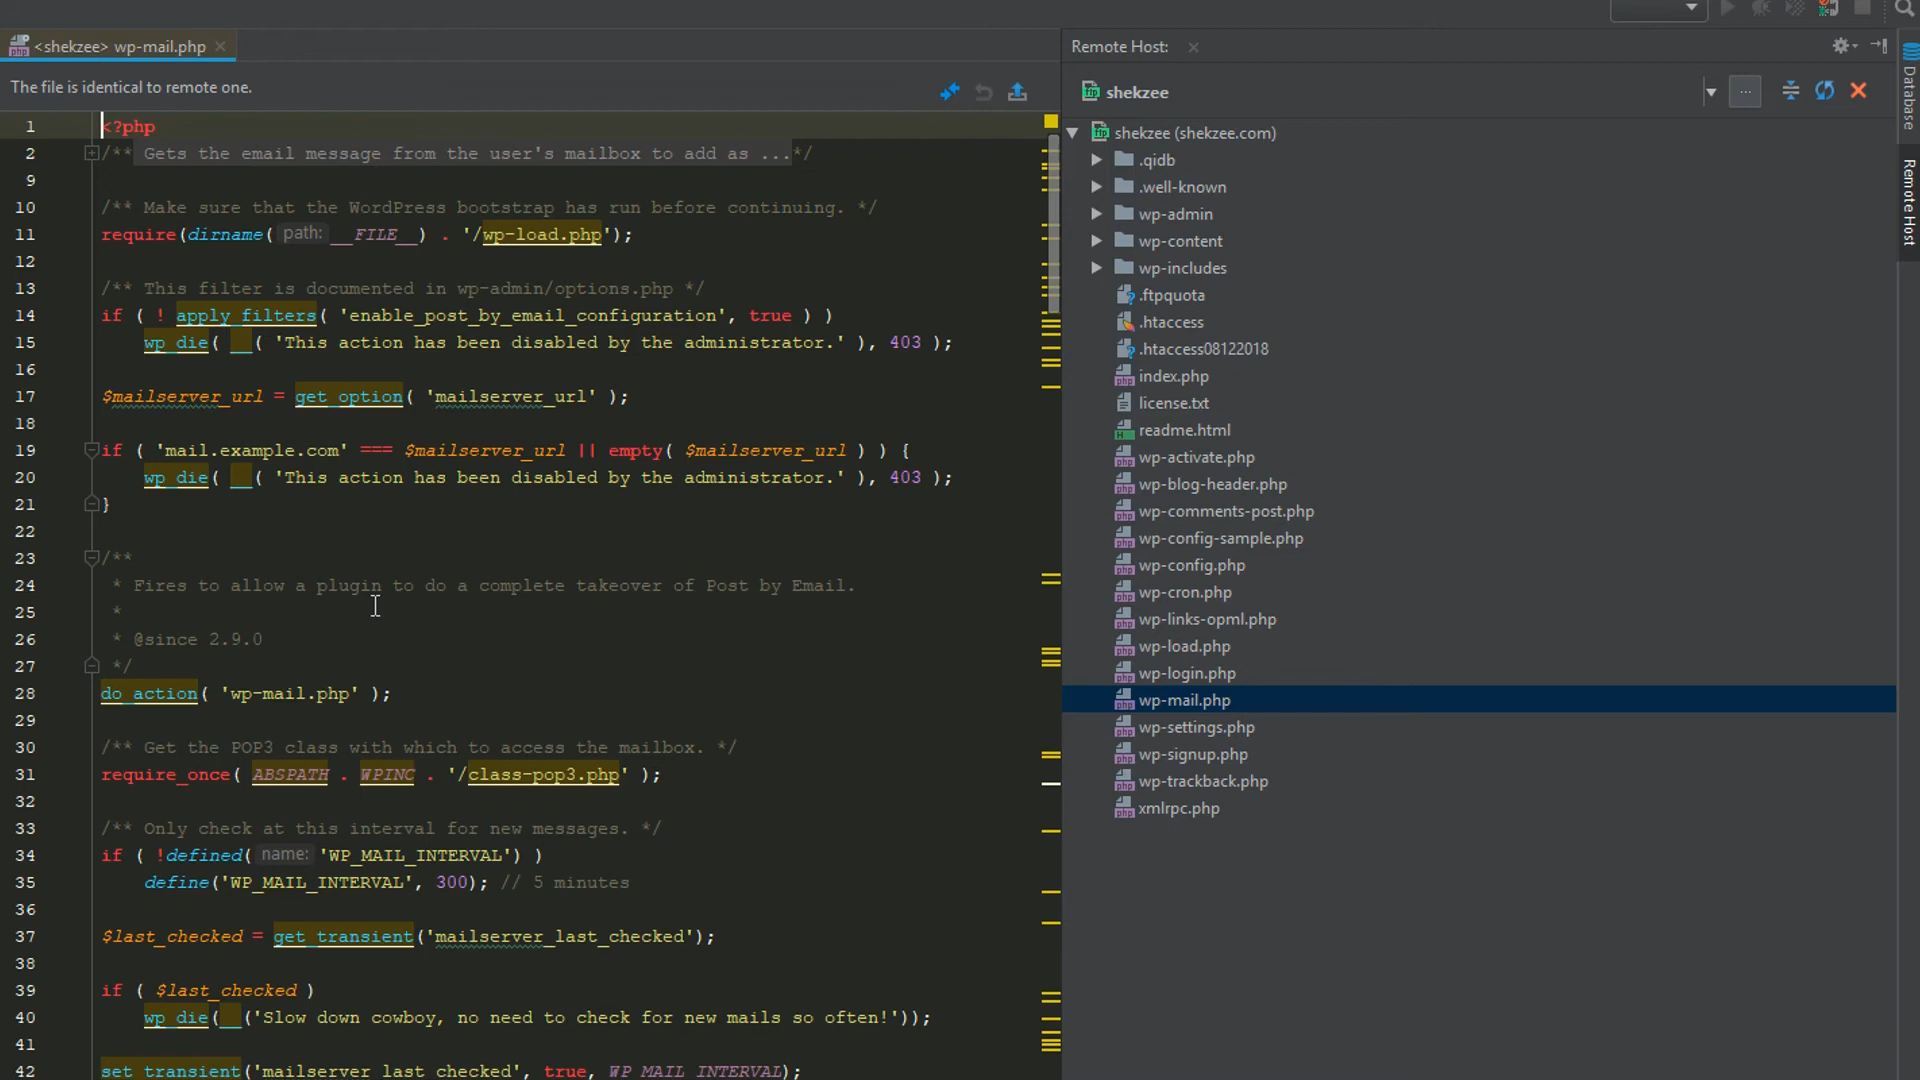 <shekzee> wp-mail.php
The file is identical to remote one.
1 <?php
2 /** Gets the email message from the user's mailbox to add as ...*/
9
10 /** Make sure that the WordPress bootstrap has run before continuing. */
11 require(dirname( path: __FILE__) . '/wp-load.php');
12
13 /** This filter is documented in wp-admin/options.php */
14 if ( ! apply_filters( 'enable_post_by_email_configuration', true ) )
15 wp_die( __( 'This action has been disabled by the administrator.' ), 403 );
16
17 $mailserver_url = get_option( 'mailserver_url' );
18
19 if ( 'mail.example.com' === $mailserver_url || empty( $mailserver_url ) ) {
20 wp_die( __( 'This action has been disabled by the administrator.' ), 403 );
21 }
22
23 /**
24 * Fires to allow a plugin to do a complete takeover of Post by Email.
25 *
26 * @since 2.9.0
27 */
28 do_action( 'wp-mail.php' );
29
30 /** Get the POP3 class with which to access the mailbox. */
31 require_once( ABSPATH . WPINC . '/class-pop3.php' );
32
33 /** Only check at this interval for new messages. */
34 if ( !defined( name: 'WP_MAIL_INTERVAL') )
35 define('WP_MAIL_INTERVAL', 300); // 5 minutes
36
37 $last_checked = get_transient('mailserver_last_checked');
38
39 if ( $last_checked )
40 wp_die(__('Slow down cowboy, no need to check for new mails so often!'));
41
42 set_transient('mailserver_last_checked', true, WP_MAIL_INTERVAL);
Remote Host:
shekzee
...
shekzee (shekzee.com)
.qidb
.well-known
wp-admin
wp-content
wp-includes
.ftpquota
.htaccess
.htaccess08122018
index.php
license.txt
readme.html
wp-activate.php
wp-blog-header.php
wp-comments-post.php
wp-config-sample.php
wp-config.php
wp-cron.php
wp-links-opml.php
wp-load.php
wp-login.php
wp-mail.php
wp-settings.php
wp-signup.php
wp-trackback.php
xmlrpc.php
Database
Remote Host